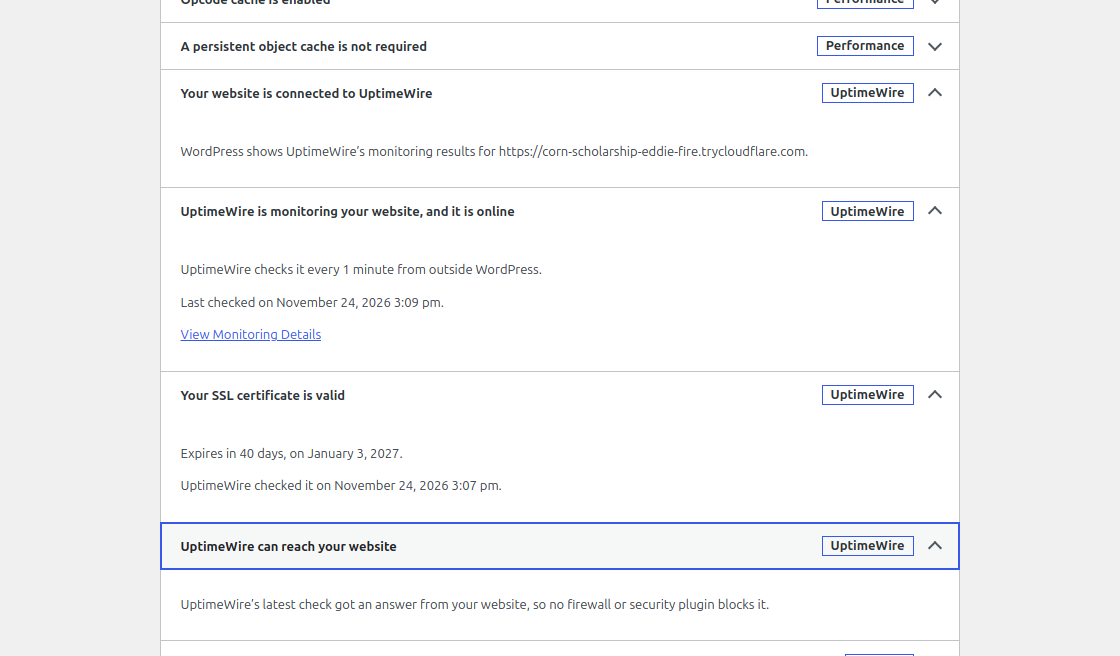 Opcode cache is enabled
Performance
A persistent object cache is not required
Performance
Your website is connected to UptimeWire
UptimeWire
WordPress shows UptimeWire’s monitoring results for https://corn-scholarship-eddie-fire.trycloudflare.com.
UptimeWire is monitoring your website, and it is online
UptimeWire
UptimeWire checks it every 1 minute from outside WordPress.
Last checked on November 24, 2026 3:09 pm.
View Monitoring Details
Your SSL certificate is valid
UptimeWire
Expires in 40 days, on January 3, 2027.
UptimeWire checked it on November 24, 2026 3:07 pm.
UptimeWire can reach your website
UptimeWire
UptimeWire’s latest check got an answer from your website, so no firewall or security plugin blocks it.